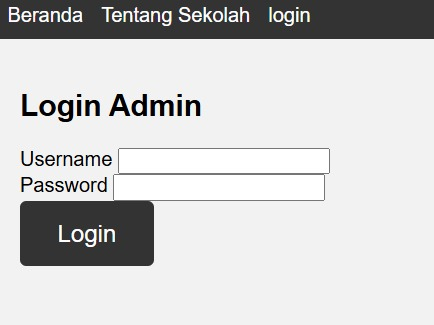 Beranda Tentang Sekolah login
Login Admin
Username
Password
Login